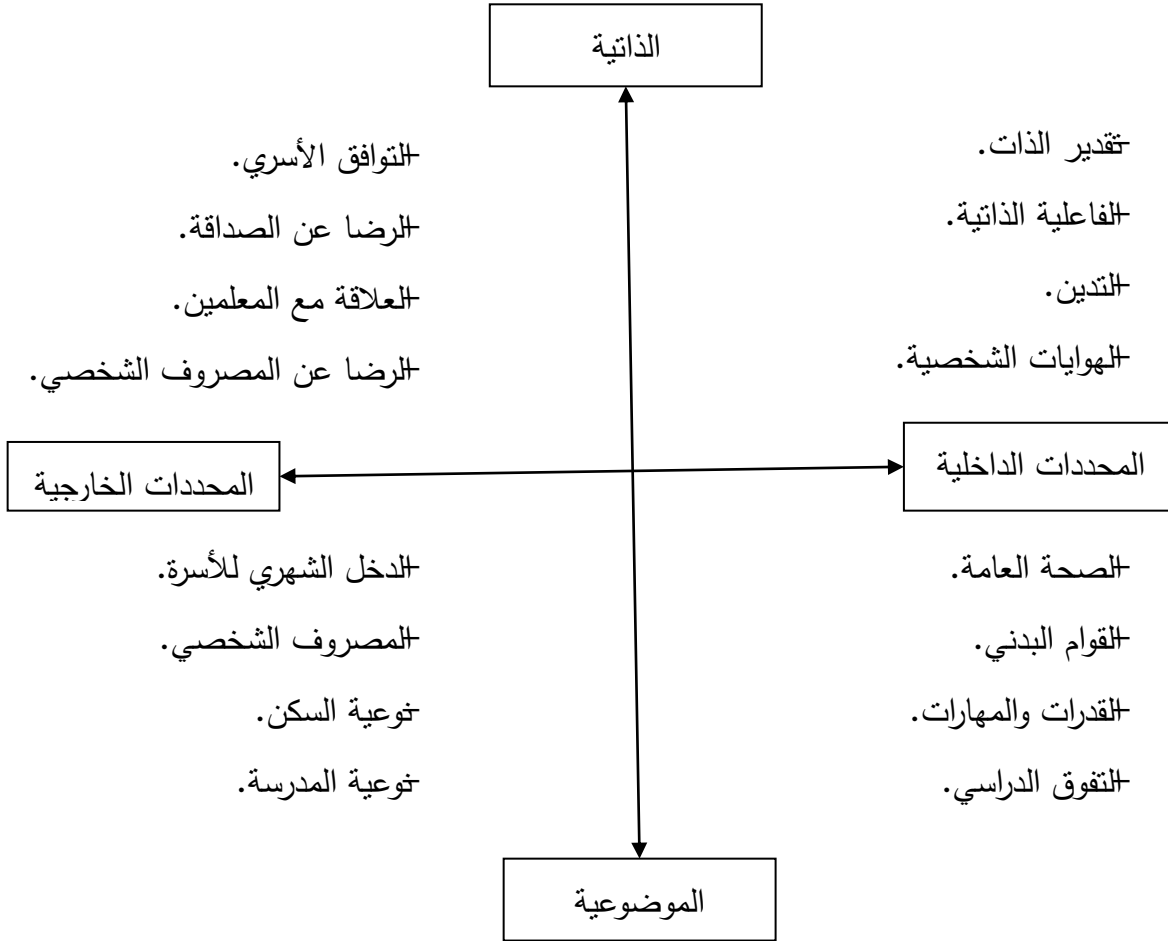 الذاتية
-تقدير الذات.
-الفاعلية الذاتية.
-التدين.
-الهوايات الشخصية.
-التوافق الأسري.
-الرضا عن الصداقة.
-العلاقة مع المعلمين.
-الرضا عن المصروف الشخصي.
المحددات الداخلية
المحددات الخارجية
-الصحة العامة.
-القوام البدني.
-القدرات والمهارات.
-التفوق الدراسي.
-الدخل الشهري للأسرة.
-المصروف الشخصي.
-نوعية السكن.
-نوعية المدرسة.
الموضوعية